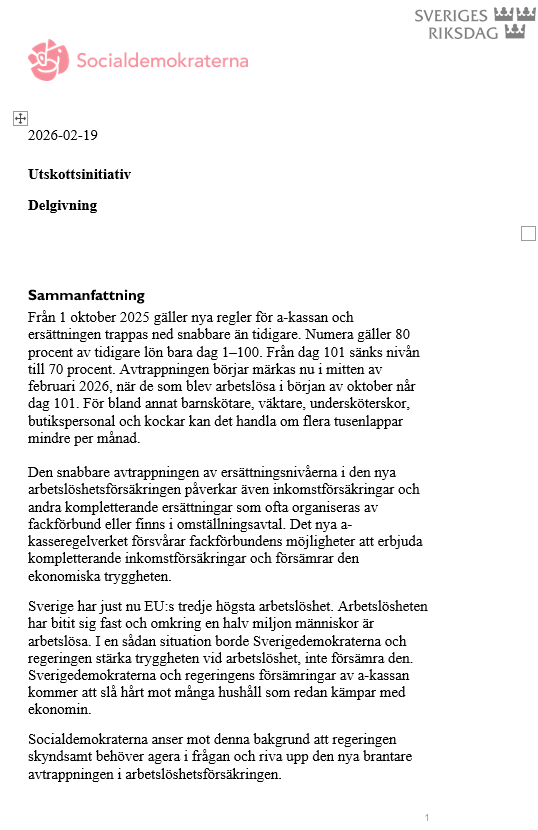 SVERIGES
RIKSDAG
Socialdemokraterna
2026-02-19
Utskottsinitiativ
Delgivning
Sammanfattning
Från 1 oktober 2025 gäller nya regler för a-kassan och
ersättningen trappas ned snabbare än tidigare. Numera gäller 80
procent av tidigare lön bara dag 1–100. Från dag 101 sänks nivån
till 70 procent. Avtrappningen börjar märkas nu i mitten av
februari 2026, när de som blev arbetslösa i början av oktober når
dag 101. För bland annat barnskötare, väktare, undersköterskor,
butikspersonal och kockar kan det handla om flera tusenlappar
mindre per månad.
Den snabbare avtrappningen av ersättningsnivåerna i den nya
arbetslöshetsförsäkringen påverkar även inkomstförsäkringar och
andra kompletterande ersättningar som ofta organiseras av
fackförbund eller finns i omställningsavtal. Det nya a-
kasseregelverket försvårar fackförbundens möjligheter att erbjuda
kompletterande inkomstförsäkringar och försämrar den
ekonomiska tryggheten.
Sverige har just nu EU:s tredje högsta arbetslöshet. Arbetslösheten
har bitit sig fast och omkring en halv miljon människor är
arbetslösa. I en sådan situation borde Sverigedemokraterna och
regeringen stärka tryggheten vid arbetslöshet, inte försämra den.
Sverigedemokraterna och regeringens försämringar av a-kassan
kommer att slå hårt mot många hushåll som redan kämpar med
ekonomin.
Socialdemokraterna anser mot denna bakgrund att regeringen
skyndsamt behöver agera i frågan och riva upp den nya brantare
avtrappningen i arbetslöshetsförsäkringen.
1